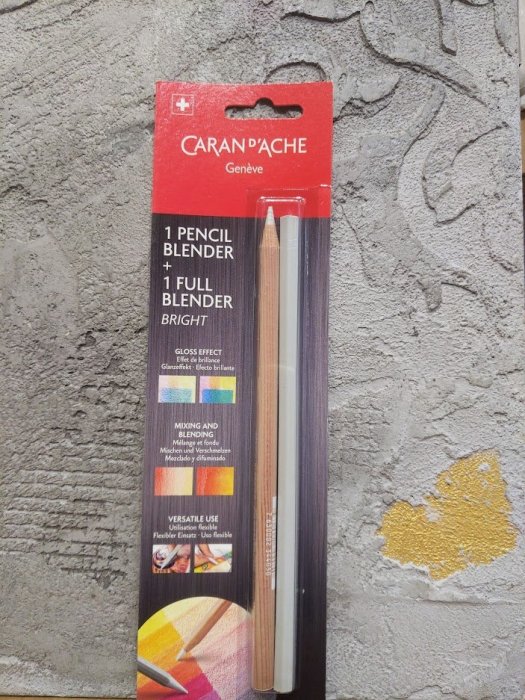 CARAN D'ACHE
Genève
1 PENCIL
BLENDER
+
1 FULL
BLENDER
BRIGHT
GLOSS EFFECT
Effet de brillance
Glanzeffekt · Efecto brillante
MIXING AND
BLENDING
Mélange et fondu
Mischen und Verschmelzen
Mezclado y difuminado
VERSATILE USE
Utilisation flexible
Flexibler Einsatz · Uso flexible